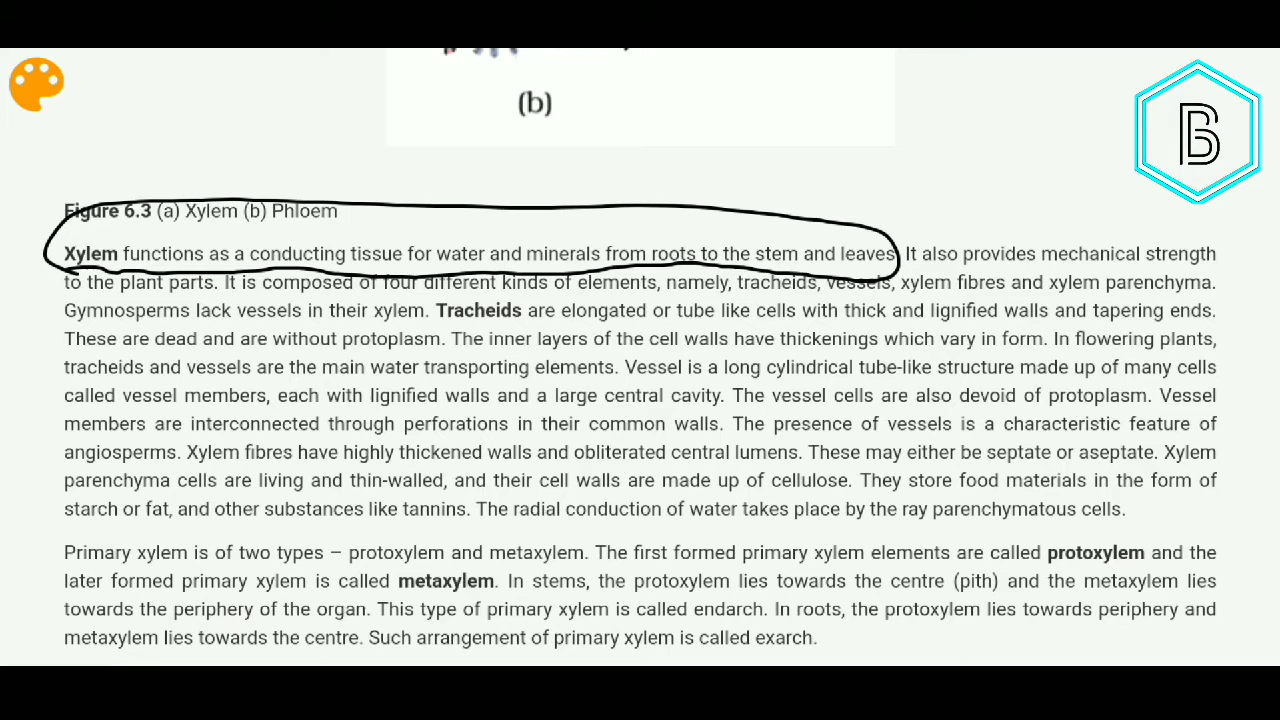 (b)
B
Figure 6.3 (a) Xylem (b) Phloem
Xylem functions as a conducting tissue for water and minerals from roots to the stem and leaves. It also provides mechanical strength
to the plant parts. It is composed of four different kinds of elements, namely, tracheids, vessels, xylem fibres and xylem parenchyma.
Gymnosperms lack vessels in their xylem. Tracheids are elongated or tube like cells with thick and lignified walls and tapering ends.
These are dead and are without protoplasm. The inner layers of the cell walls have thickenings which vary in form. In flowering plants,
tracheids and vessels are the main water transporting elements. Vessel is a long cylindrical tube-like structure made up of many cells
called vessel members, each with lignified walls and a large central cavity. The vessel cells are also devoid of protoplasm. Vessel
members are interconnected through perforations in their common walls. The presence of vessels is a characteristic feature of
angiosperms. Xylem fibres have highly thickened walls and obliterated central lumens. These may either be septate or aseptate. Xylem
parenchyma cells are living and thin-walled, and their cell walls are made up of cellulose. They store food materials in the form of
starch or fat, and other substances like tannins. The radial conduction of water takes place by the ray parenchymatous cells.
Primary xylem is of two types – protoxylem and metaxylem. The first formed primary xylem elements are called protoxylem and the
later formed primary xylem is called metaxylem. In stems, the protoxylem lies towards the centre (pith) and the metaxylem lies
towards the periphery of the organ. This type of primary xylem is called endarch. In roots, the protoxylem lies towards periphery and
metaxylem lies towards the centre. Such arrangement of primary xylem is called exarch.